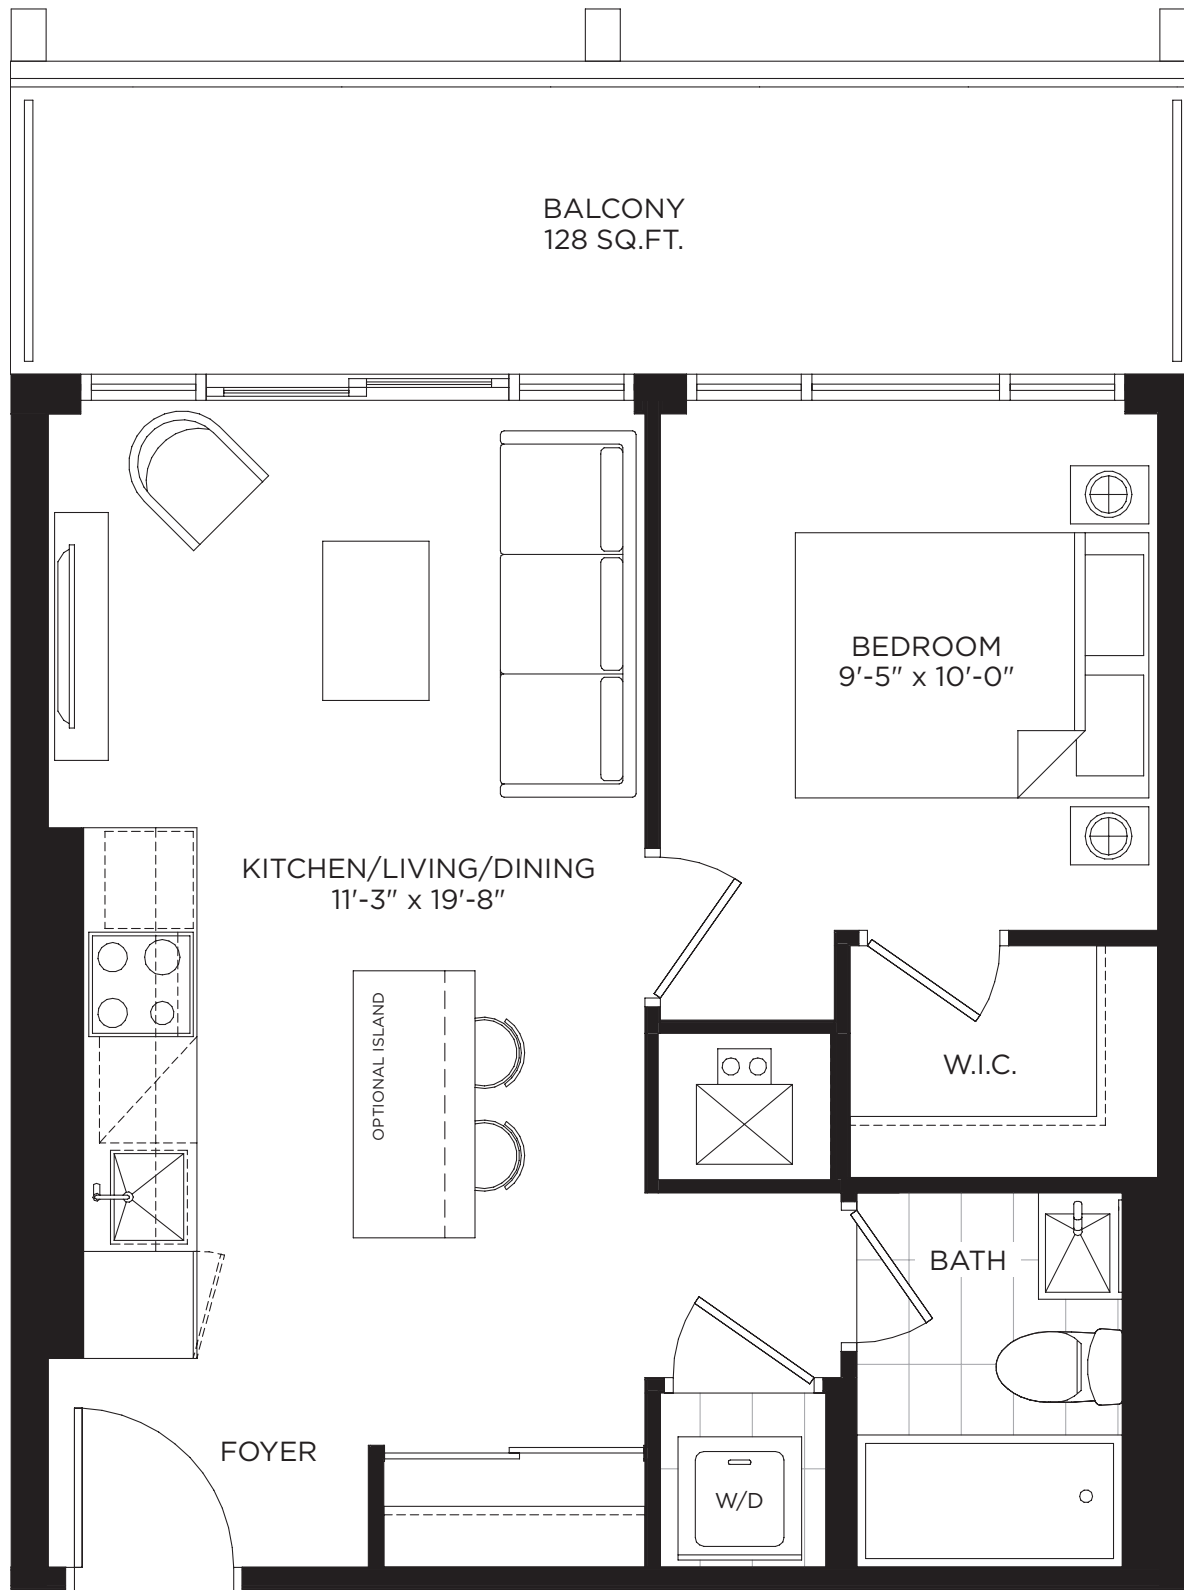 BALCONY
128 SQ.FT.
BEDROOM
9'-5" x 10'-0"
KITCHEN/LIVING/DINING
11'-3" x 19'-8"
OPTIONAL ISLAND
W.I.C.
BATH
FOYER
W/D